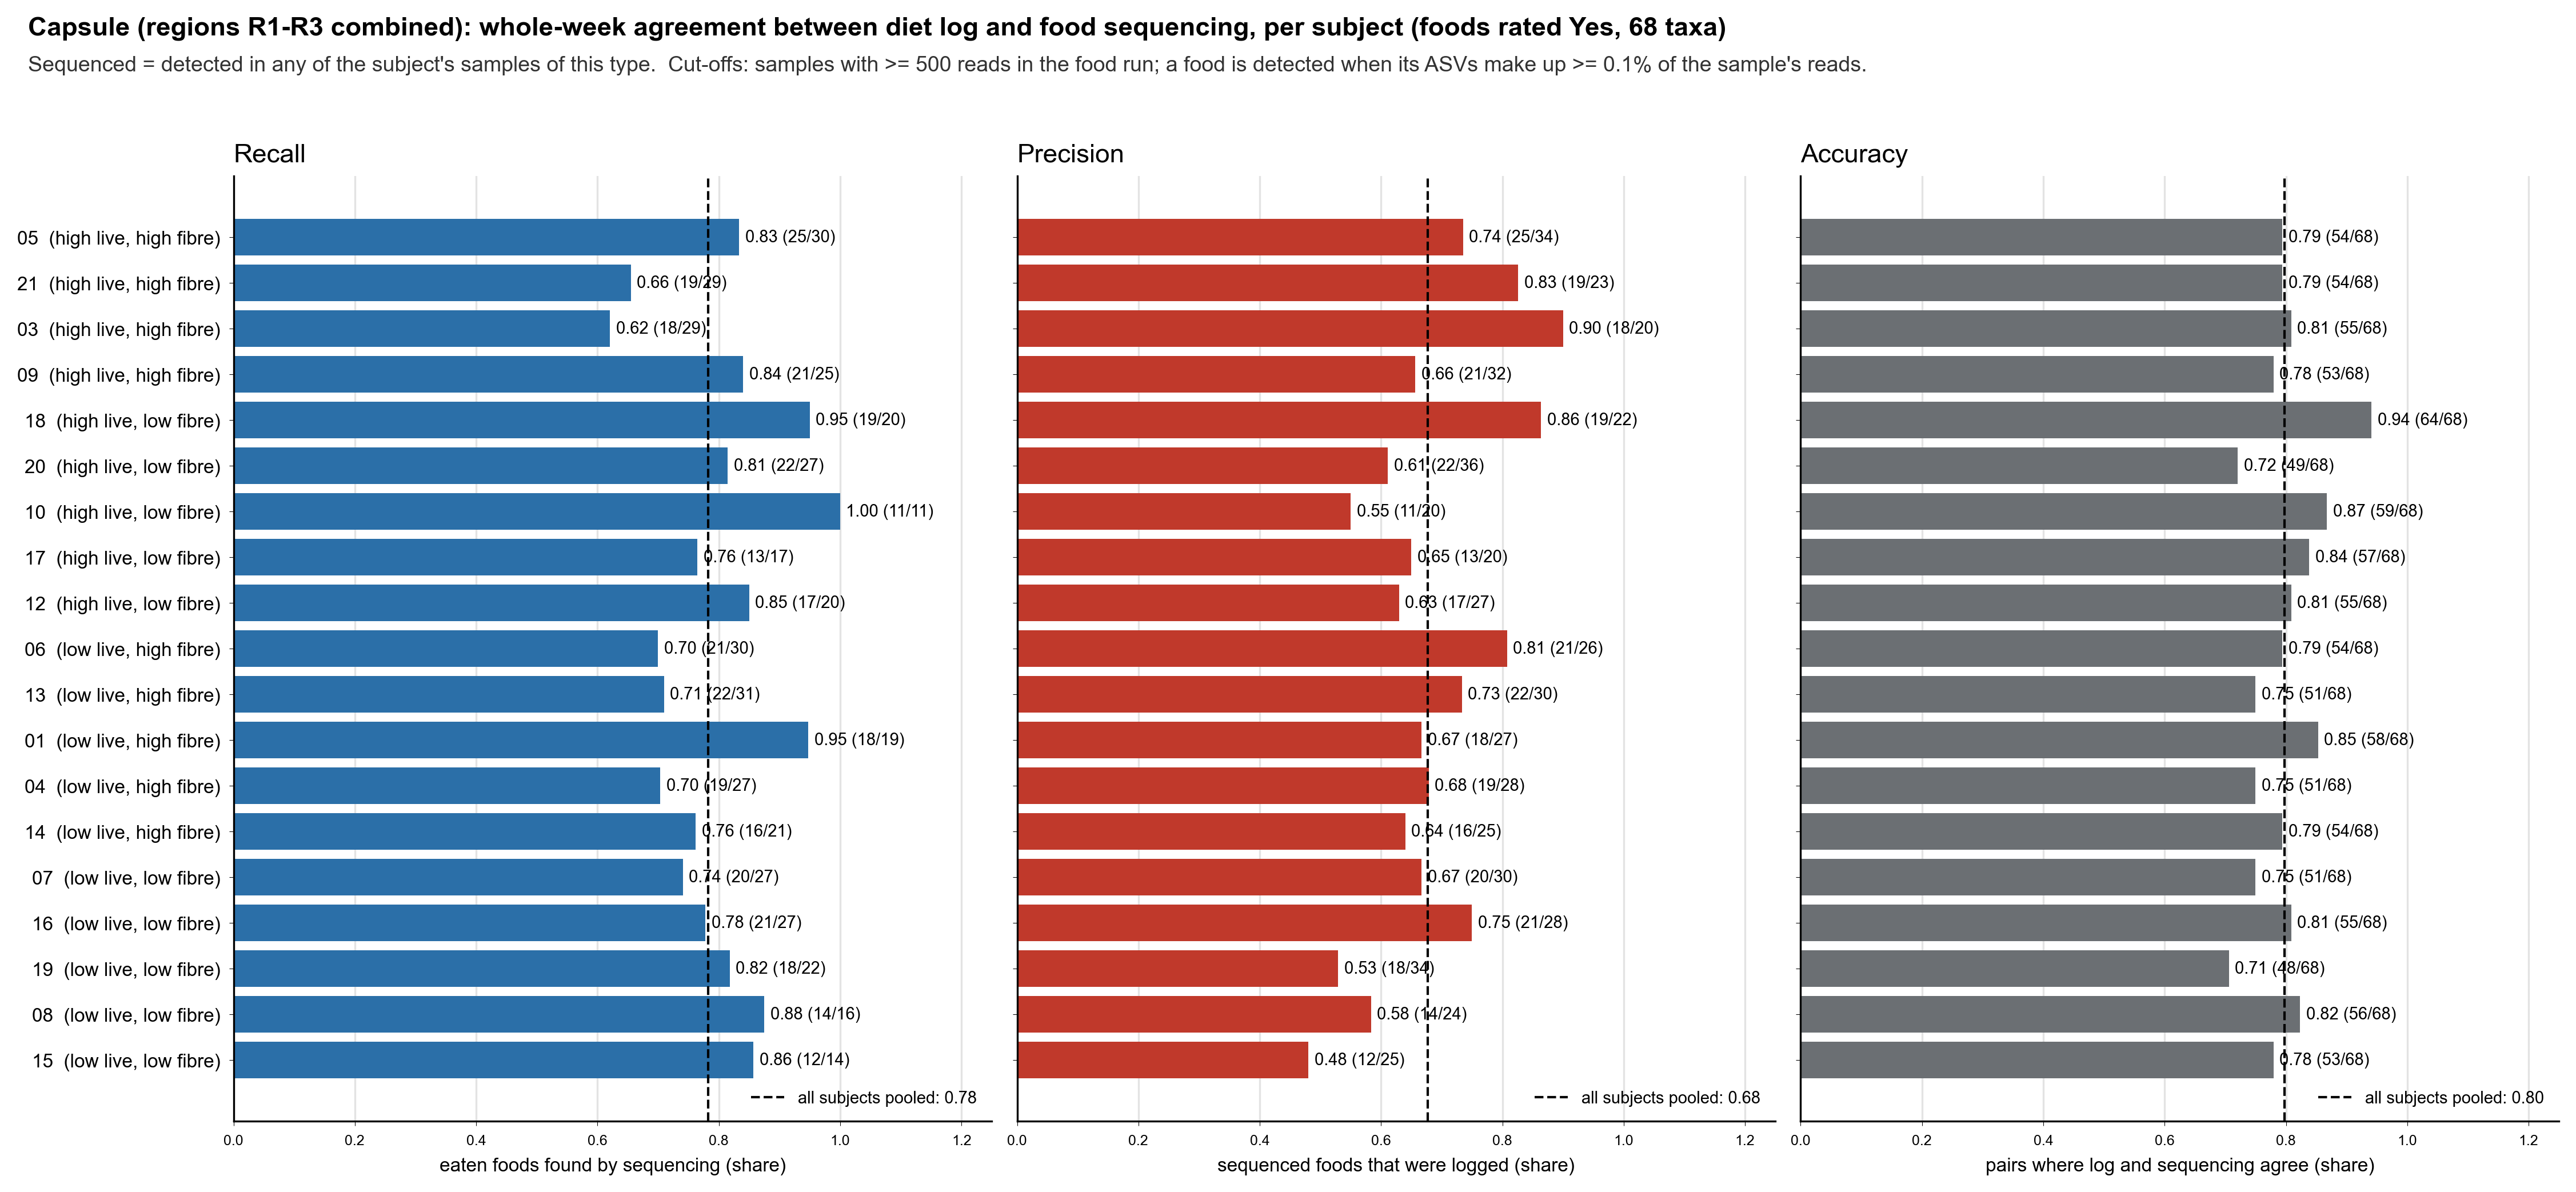 Capsule (regions R1-R3 combined): whole-week agreement between diet log and food sequencing, per subject (foods rated Yes, 68 taxa)
Sequenced = detected in any of the subject's samples of this type.  Cut-offs: samples with >= 500 reads in the food run; a food is detected when its ASVs make up >= 0.1% of the sample's reads.
Recall
Precision
Accuracy
05 (high live, high fibre) 0.83 (25/30) 0.74 (25/34) 0.79 (54/68)
21 (high live, high fibre) 0.66 (19/29) 0.83 (19/23) 0.79 (54/68)
03 (high live, high fibre) 0.62 (18/29) 0.90 (18/20) 0.81 (55/68)
09 (high live, high fibre) 0.84 (21/25) 0.66 (21/32) 0.78 (53/68)
18 (high live, low fibre) 0.95 (19/20) 0.86 (19/22) 0.94 (64/68)
20 (high live, low fibre) 0.81 (22/27) 0.61 (22/36) 0.72 (49/68)
10 (high live, low fibre) 1.00 (11/11) 0.55 (11/20) 0.87 (59/68)
17 (high live, low fibre) 0.76 (13/17) 0.65 (13/20) 0.84 (57/68)
12 (high live, low fibre) 0.85 (17/20) 0.63 (17/27) 0.81 (55/68)
06 (low live, high fibre) 0.70 (21/30) 0.81 (21/26) 0.79 (54/68)
13 (low live, high fibre) 0.71 (22/31) 0.73 (22/30) 0.75 (51/68)
01 (low live, high fibre) 0.95 (18/19) 0.67 (18/27) 0.85 (58/68)
04 (low live, high fibre) 0.70 (19/27) 0.68 (19/28) 0.75 (51/68)
14 (low live, high fibre) 0.76 (16/21) 0.64 (16/25) 0.79 (54/68)
07 (low live, low fibre) 0.74 (20/27) 0.67 (20/30) 0.75 (51/68)
16 (low live, low fibre) 0.78 (21/27) 0.75 (21/28) 0.81 (55/68)
19 (low live, low fibre) 0.82 (18/22) 0.53 (18/34) 0.71 (48/68)
08 (low live, low fibre) 0.88 (14/16) 0.58 (14/24) 0.82 (56/68)
15 (low live, low fibre) 0.86 (12/14) 0.48 (12/25) 0.78 (53/68)
all subjects pooled: 0.78
all subjects pooled: 0.68
all subjects pooled: 0.80
0.0 0.2 0.4 0.6 0.8 1.0 1.2
0.0 0.2 0.4 0.6 0.8 1.0 1.2
0.0 0.2 0.4 0.6 0.8 1.0 1.2
eaten foods found by sequencing (share)
sequenced foods that were logged (share)
pairs where log and sequencing agree (share)